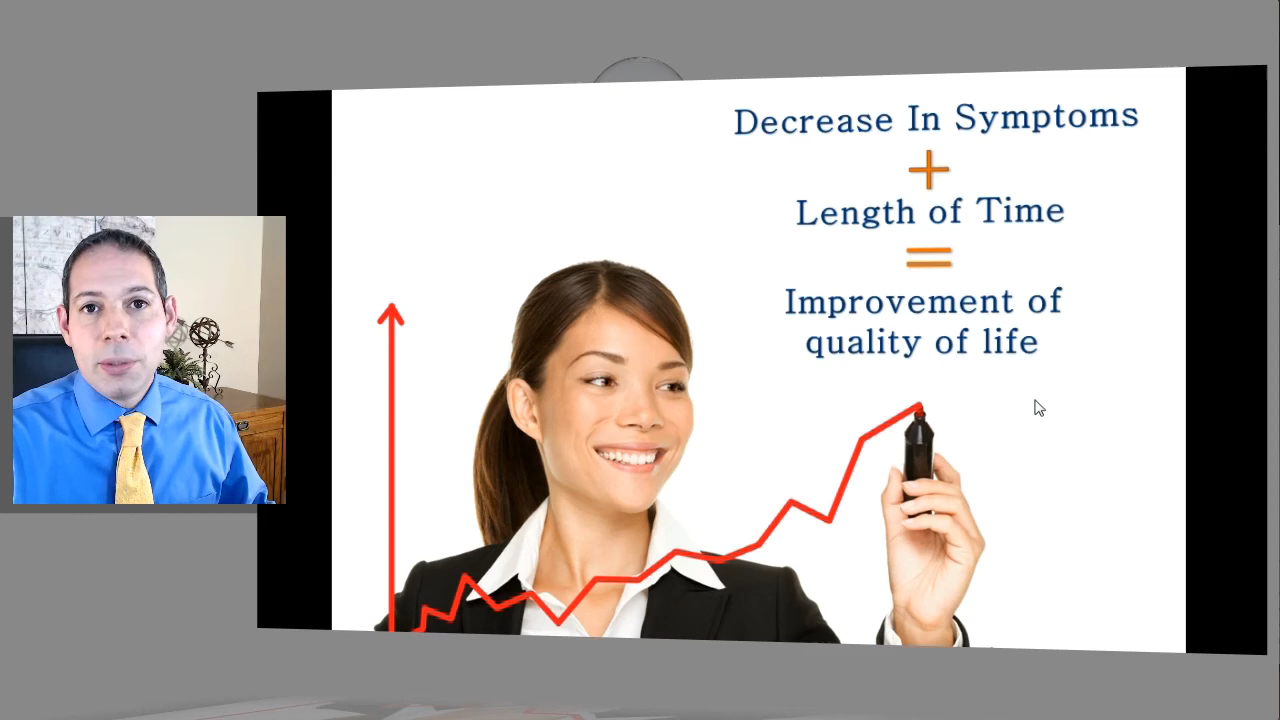 Decrease In Symptoms
+
Length of Time
=
Improvement of
quality of life